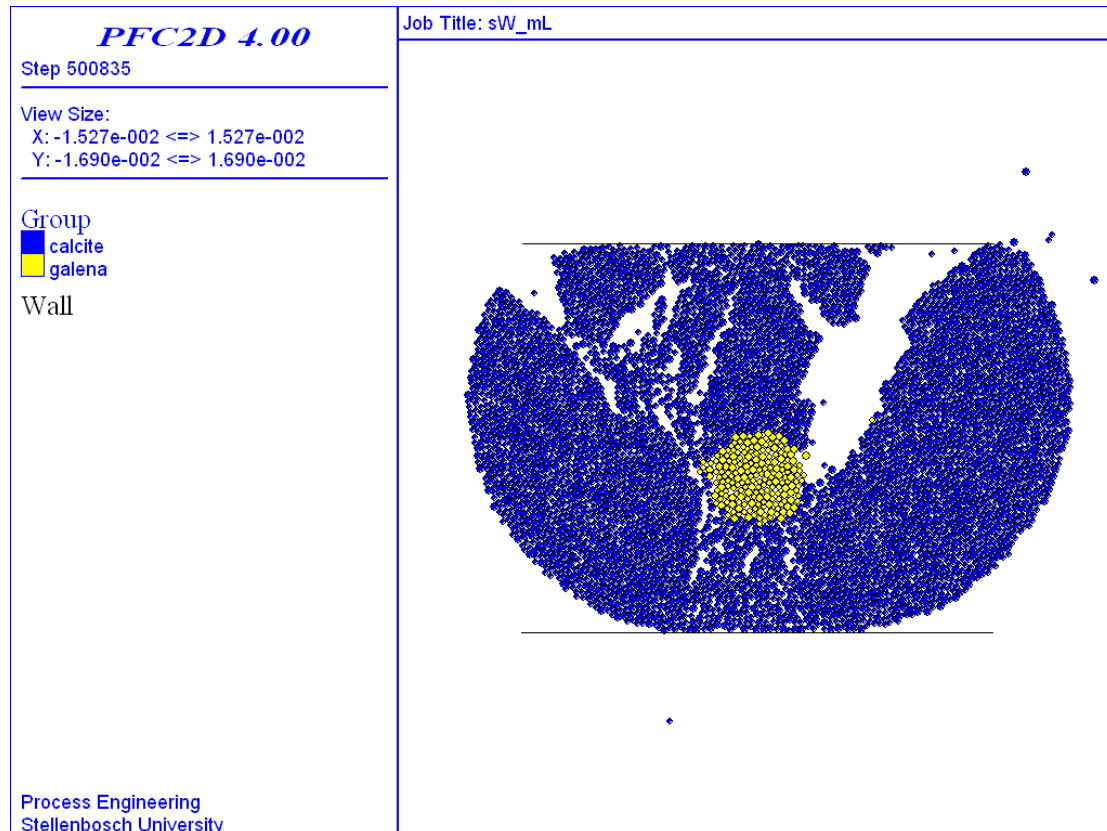 PFC2D 4.00
Step 500835
View Size:
X: -1.527e-002 <=> 1.527e-002
Y: -1.690e-002 <=> 1.690e-002
Group
calcite
galena
Wall
Process Engineering
Stellenbosch University
Job Title: sW_mL